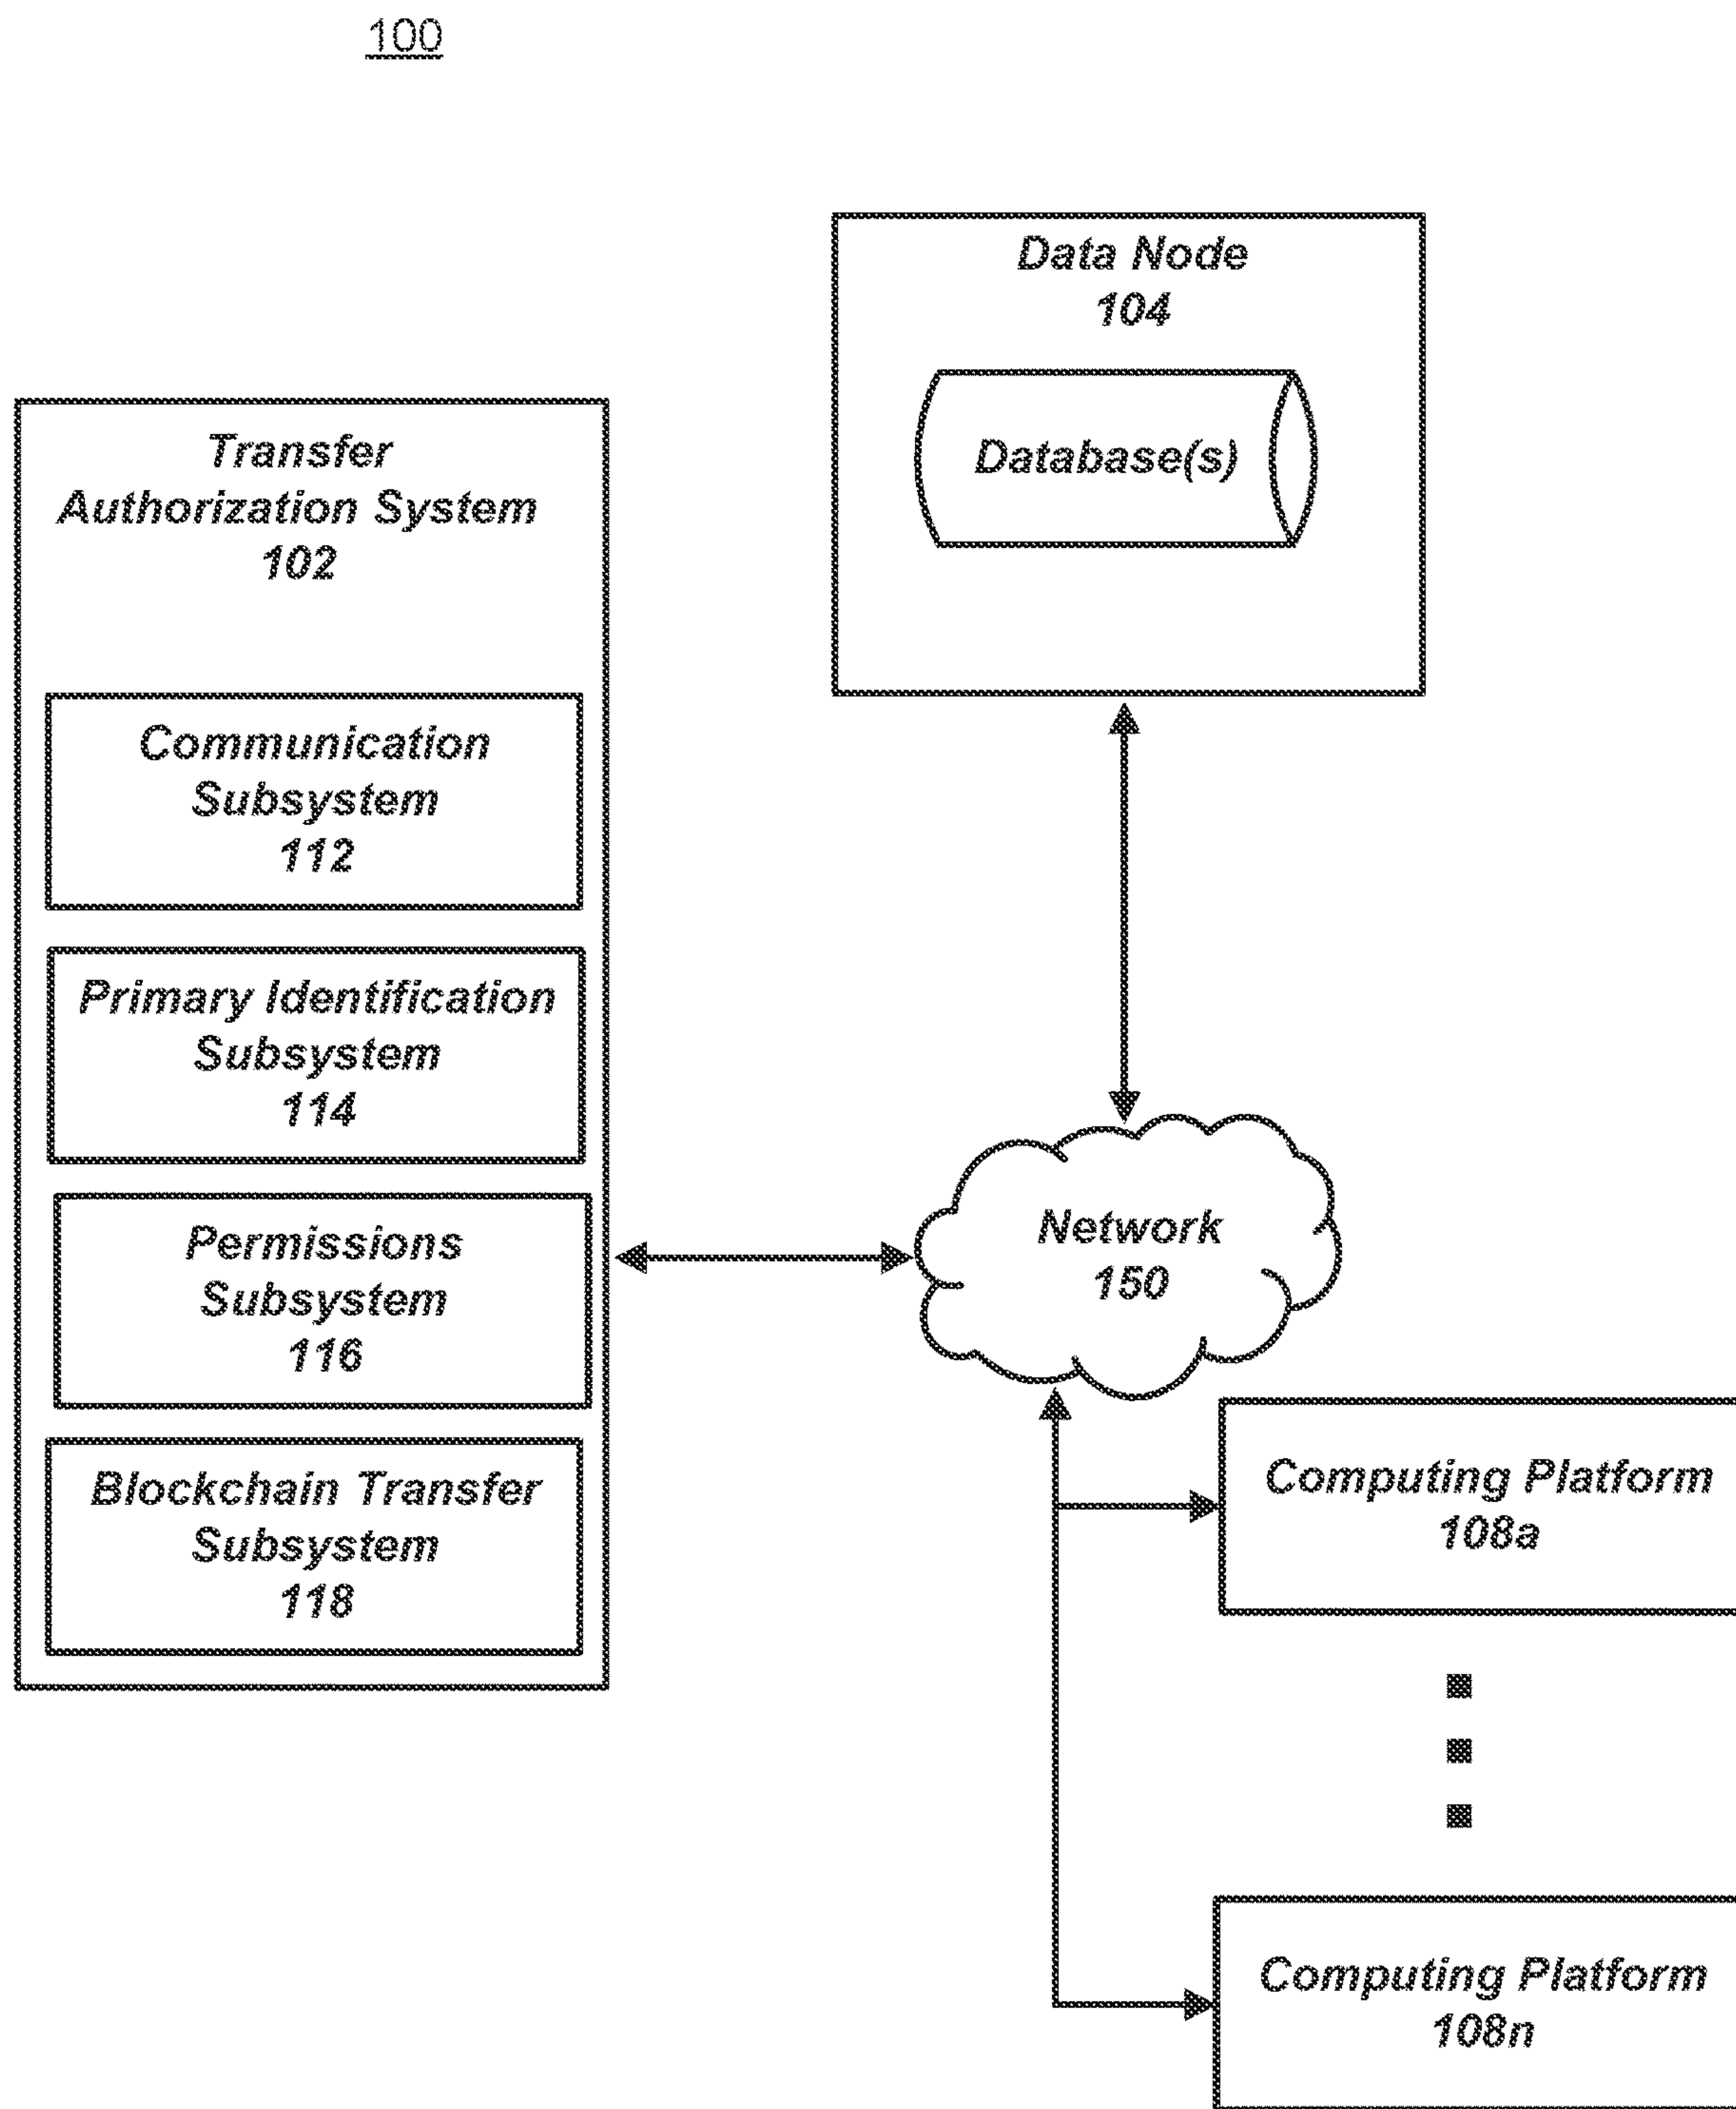 100
Data Node
104
Database(s)
Transfer
Authorization System
102
Communication
Subsystem
112
Primary Identification
Subsystem
114
Permissions
Subsystem
116
Blockchain Transfer
Subsystem
118
Network
150
Computing Platform
108a
Computing Platform
108n